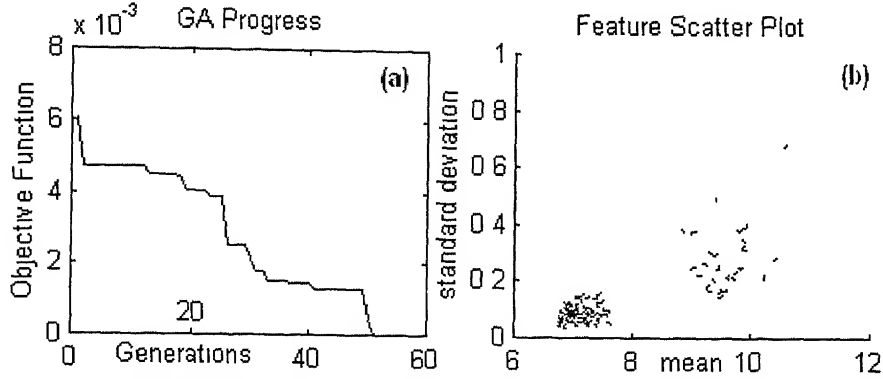 x 10⁻³ GA Progress
(a)
Objective Function
8
6
4
2
0
0 20 40 60
Generations
Feature Scatter Plot
(b)
standard deviation
1
0 8
0 6
0 4
0 2
0
6 8 10 12
mean